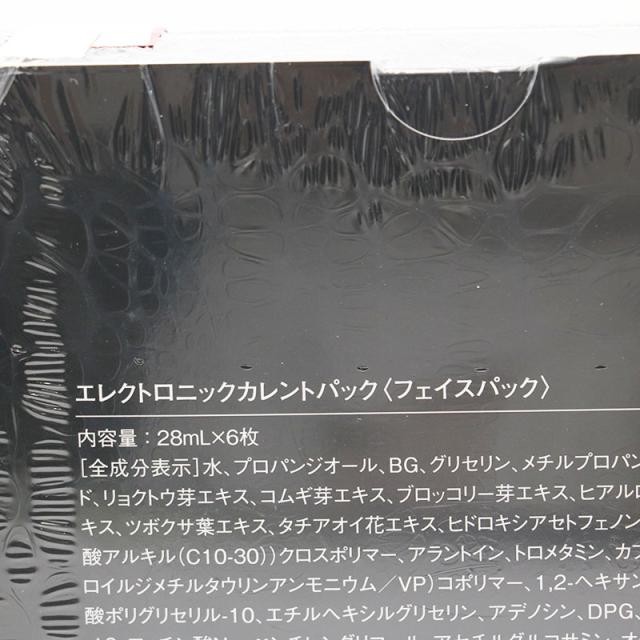 エレクトロニックカレントパック〈フェイスパック〉
内容量：28mL×6枚
［全成分表示］水、プロパンジオール、BG、グリセリン、メチルプロパン
ド、リョクトウ芽エキス、コムギ芽エキス、ブロッコリー芽エキス、ヒアルロ
キス、ツボクサ葉エキス、タチアオイ花エキス、ヒドロキシアセトフェノン
酸アルキル（C10-30））クロスポリマー、アラントイン、トロメタミン、カプ
ロイルジメチルタウリンアンモニウム／VP）コポリマー、1,2-ヘキサン
酸ポリグリセリル-10、エチルヘキシルグリセリン、アデノシン、DPG、